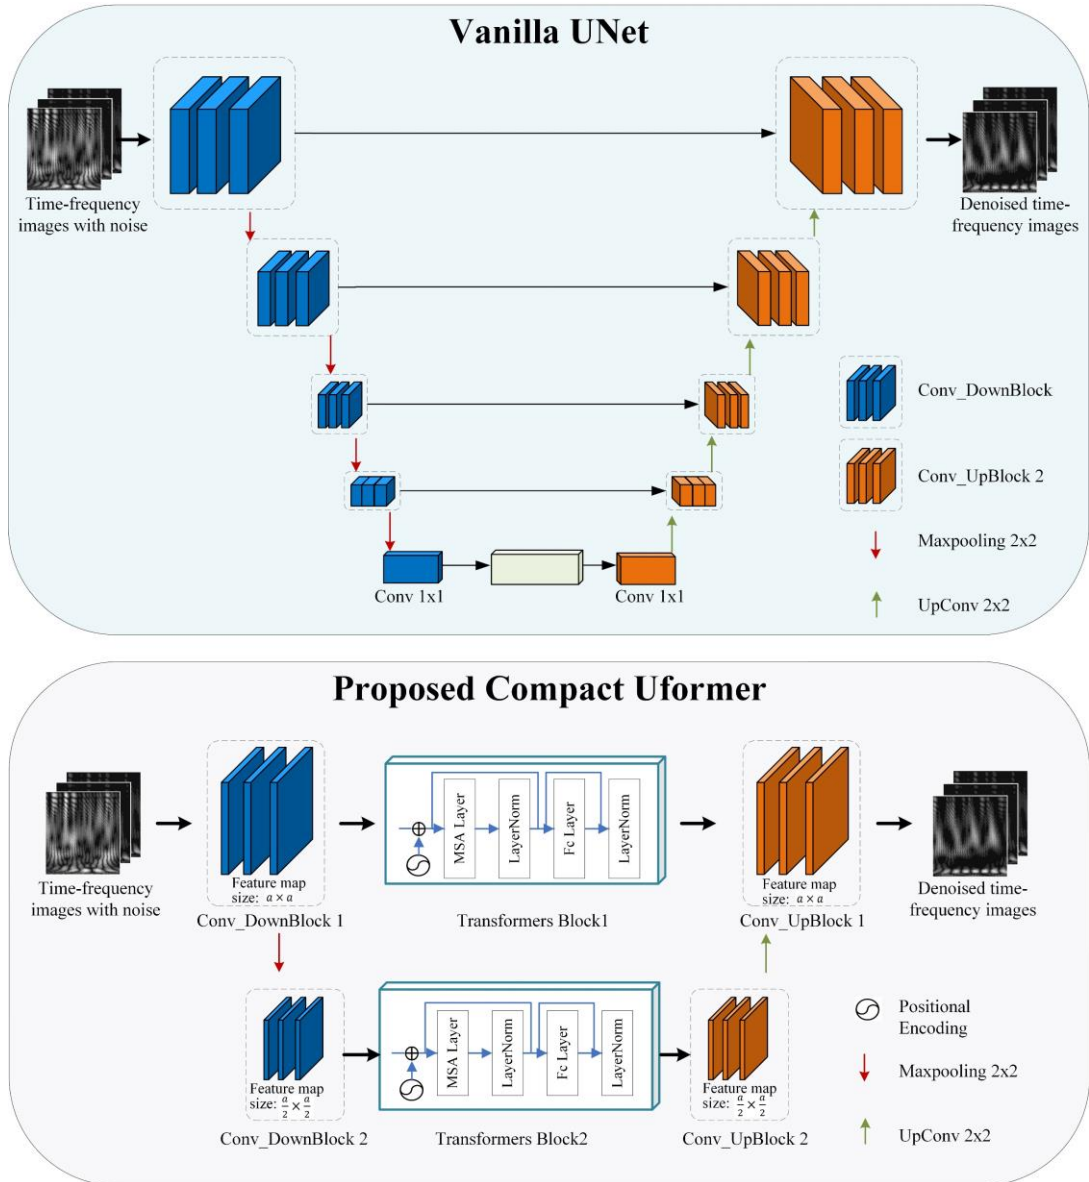 Vanilla UNet
Time-frequency
images with noise
Denoised time-
frequency images
Conv_DownBlock
Conv_UpBlock 2
Maxpooling 2x2
UpConv 2x2
Conv 1x1
Conv 1x1
Proposed Compact Uformer
Time-frequency
images with noise
Feature map
size: a × a
Conv_DownBlock 1
MSA Layer
LayerNorm
Fc Layer
LayerNorm
Transformers Block1
Feature map
size: a × a
Conv_UpBlock 1
Denoised time-
frequency images
Feature map
size: a/2 × a/2
Conv_DownBlock 2
MSA Layer
LayerNorm
Fc Layer
LayerNorm
Transformers Block2
Feature map
size: a/2 × a/2
Conv_UpBlock 2
Positional
Encoding
Maxpooling 2x2
UpConv 2x2